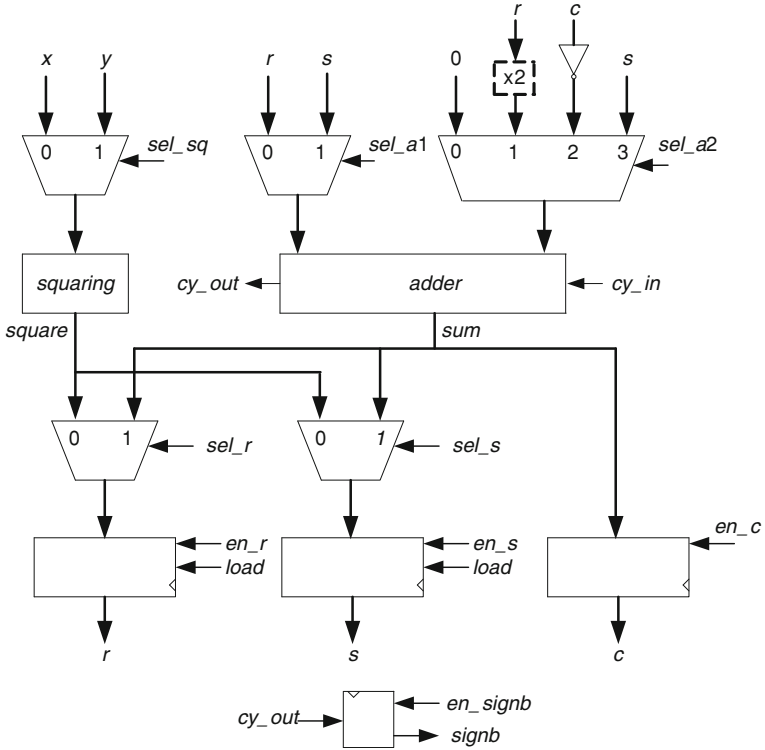 r c
x y r s 0 x2 s
0 1 sel_sq 0 1 sel_a1 0 1 2 3 sel_a2
squaring cy_out adder cy_in
square sum
0 1 sel_r 0 1 sel_s
en_r en_s en_c
load load
r s c
cy_out en_signb
signb